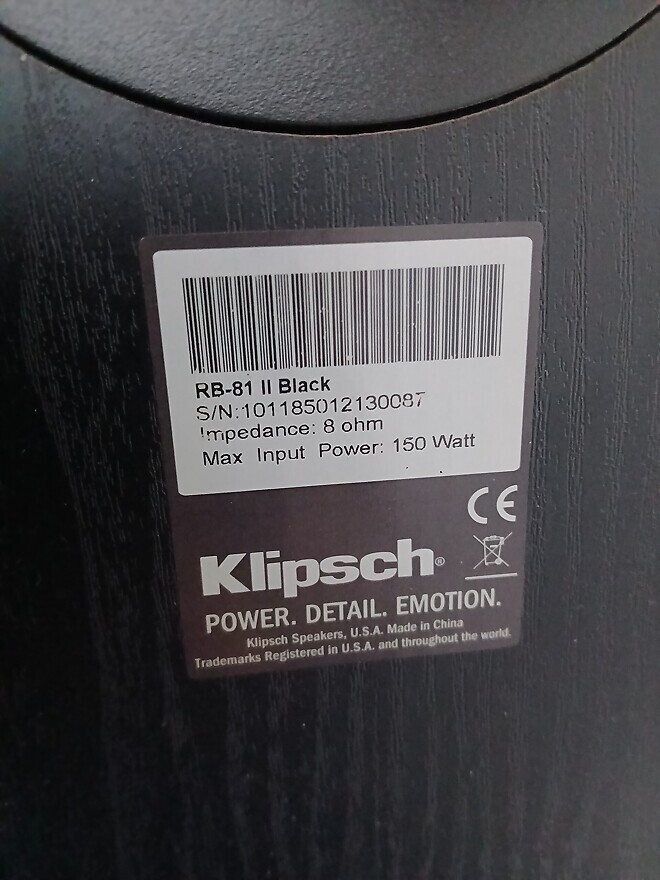 RB-81 II Black
S/N:101185012130087
Impedance: 8 ohm
Max Input Power: 150 Watt
CE
Klipsch®
POWER. DETAIL. EMOTION.
Klipsch Speakers, U.S.A. Made in China
Trademarks Registered in U.S.A. and throughout the world.